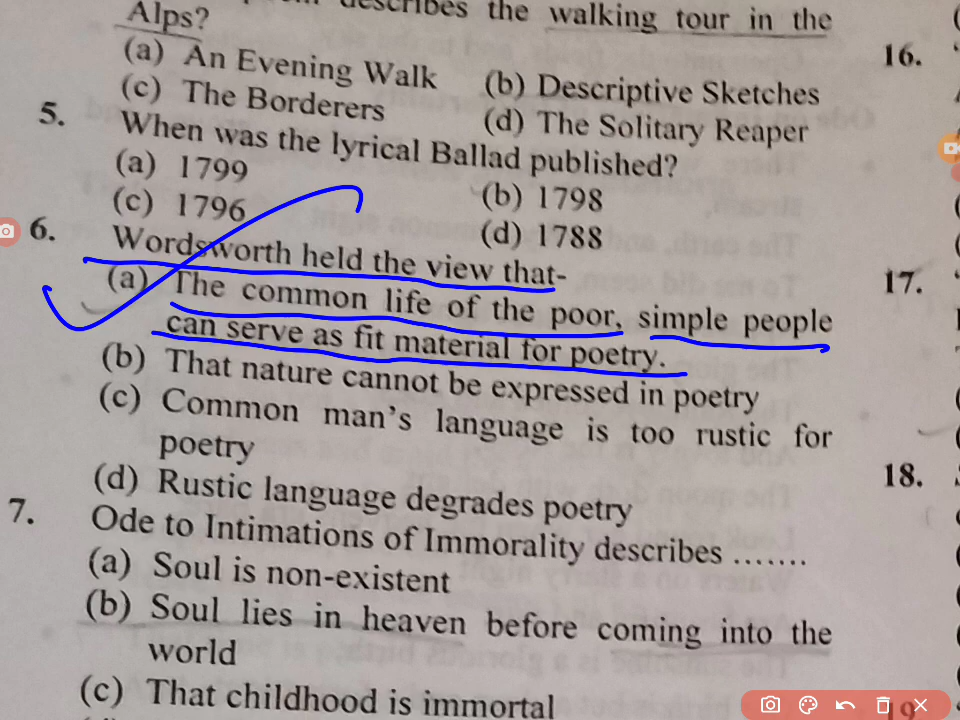 describes the walking tour in the
Alps?
(a) An Evening Walk (b) Descriptive Sketches
(c) The Borderers (d) The Solitary Reaper
5. When was the lyrical Ballad published?
(a) 1799 (b) 1798
(c) 1796 (d) 1788
6. Wordsworth held the view that-
(a) The common life of the poor, simple people
can serve as fit material for poetry.
(b) That nature cannot be expressed in poetry
(c) Common man's language is too rustic for
poetry
(d) Rustic language degrades poetry
7. Ode to Intimations of Immorality describes .......
(a) Soul is non-existent
(b) Soul lies in heaven before coming into the
world
(c) That childhood is immortal
16.
17.
18.
19